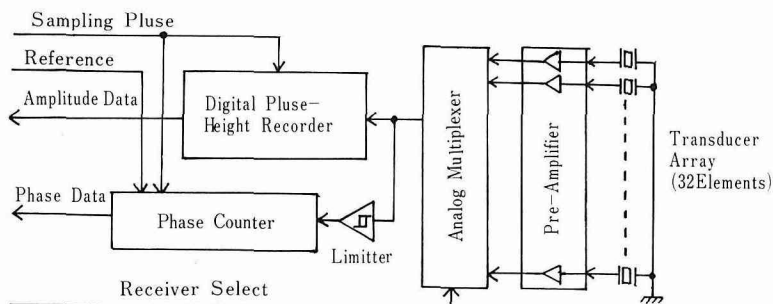 Sampling Pluse
Reference
Amplitude Data
Digital Pluse-
Height Recorder
Phase Data
Phase Counter
Limitter
Receiver Select
Analog Multiplexer
Pre-Amplifier
Transducer
Array
(32Elements)